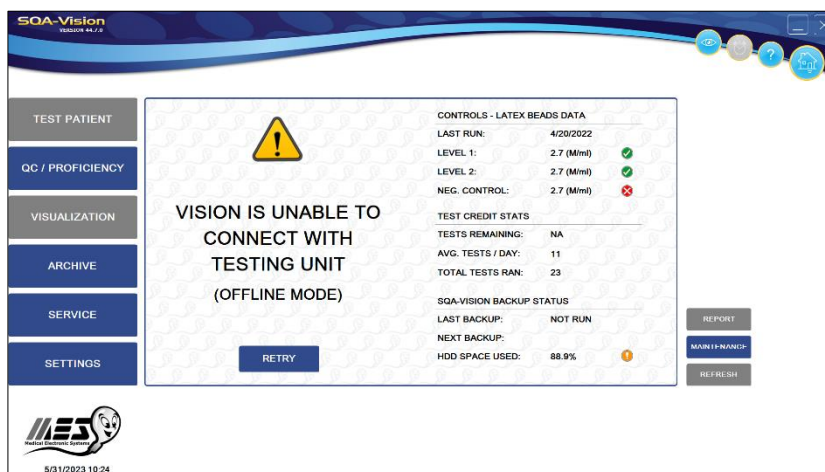 SQA-Vision
VERSION 44.7.0
TEST PATIENT
QC / PROFICIENCY
VISUALIZATION
ARCHIVE
SERVICE
SETTINGS
VISION IS UNABLE TO
CONNECT WITH
TESTING UNIT
(OFFLINE MODE)
RETRY
CONTROLS - LATEX BEADS DATA
LAST RUN: 4/20/2022
LEVEL 1: 2.7 (M/ml)
LEVEL 2: 2.7 (M/ml)
NEG. CONTROL: 2.7 (M/ml)
TEST CREDIT STATS
TESTS REMAINING: NA
AVG. TESTS / DAY: 11
TOTAL TESTS RAN: 23
SQA-VISION BACKUP STATUS
LAST BACKUP: NOT RUN
NEXT BACKUP:
HDD SPACE USED: 88.9%
REPORT
MAINTENANCE
REFRESH
MES
Medical Electronic Systems
5/31/2023 10:24